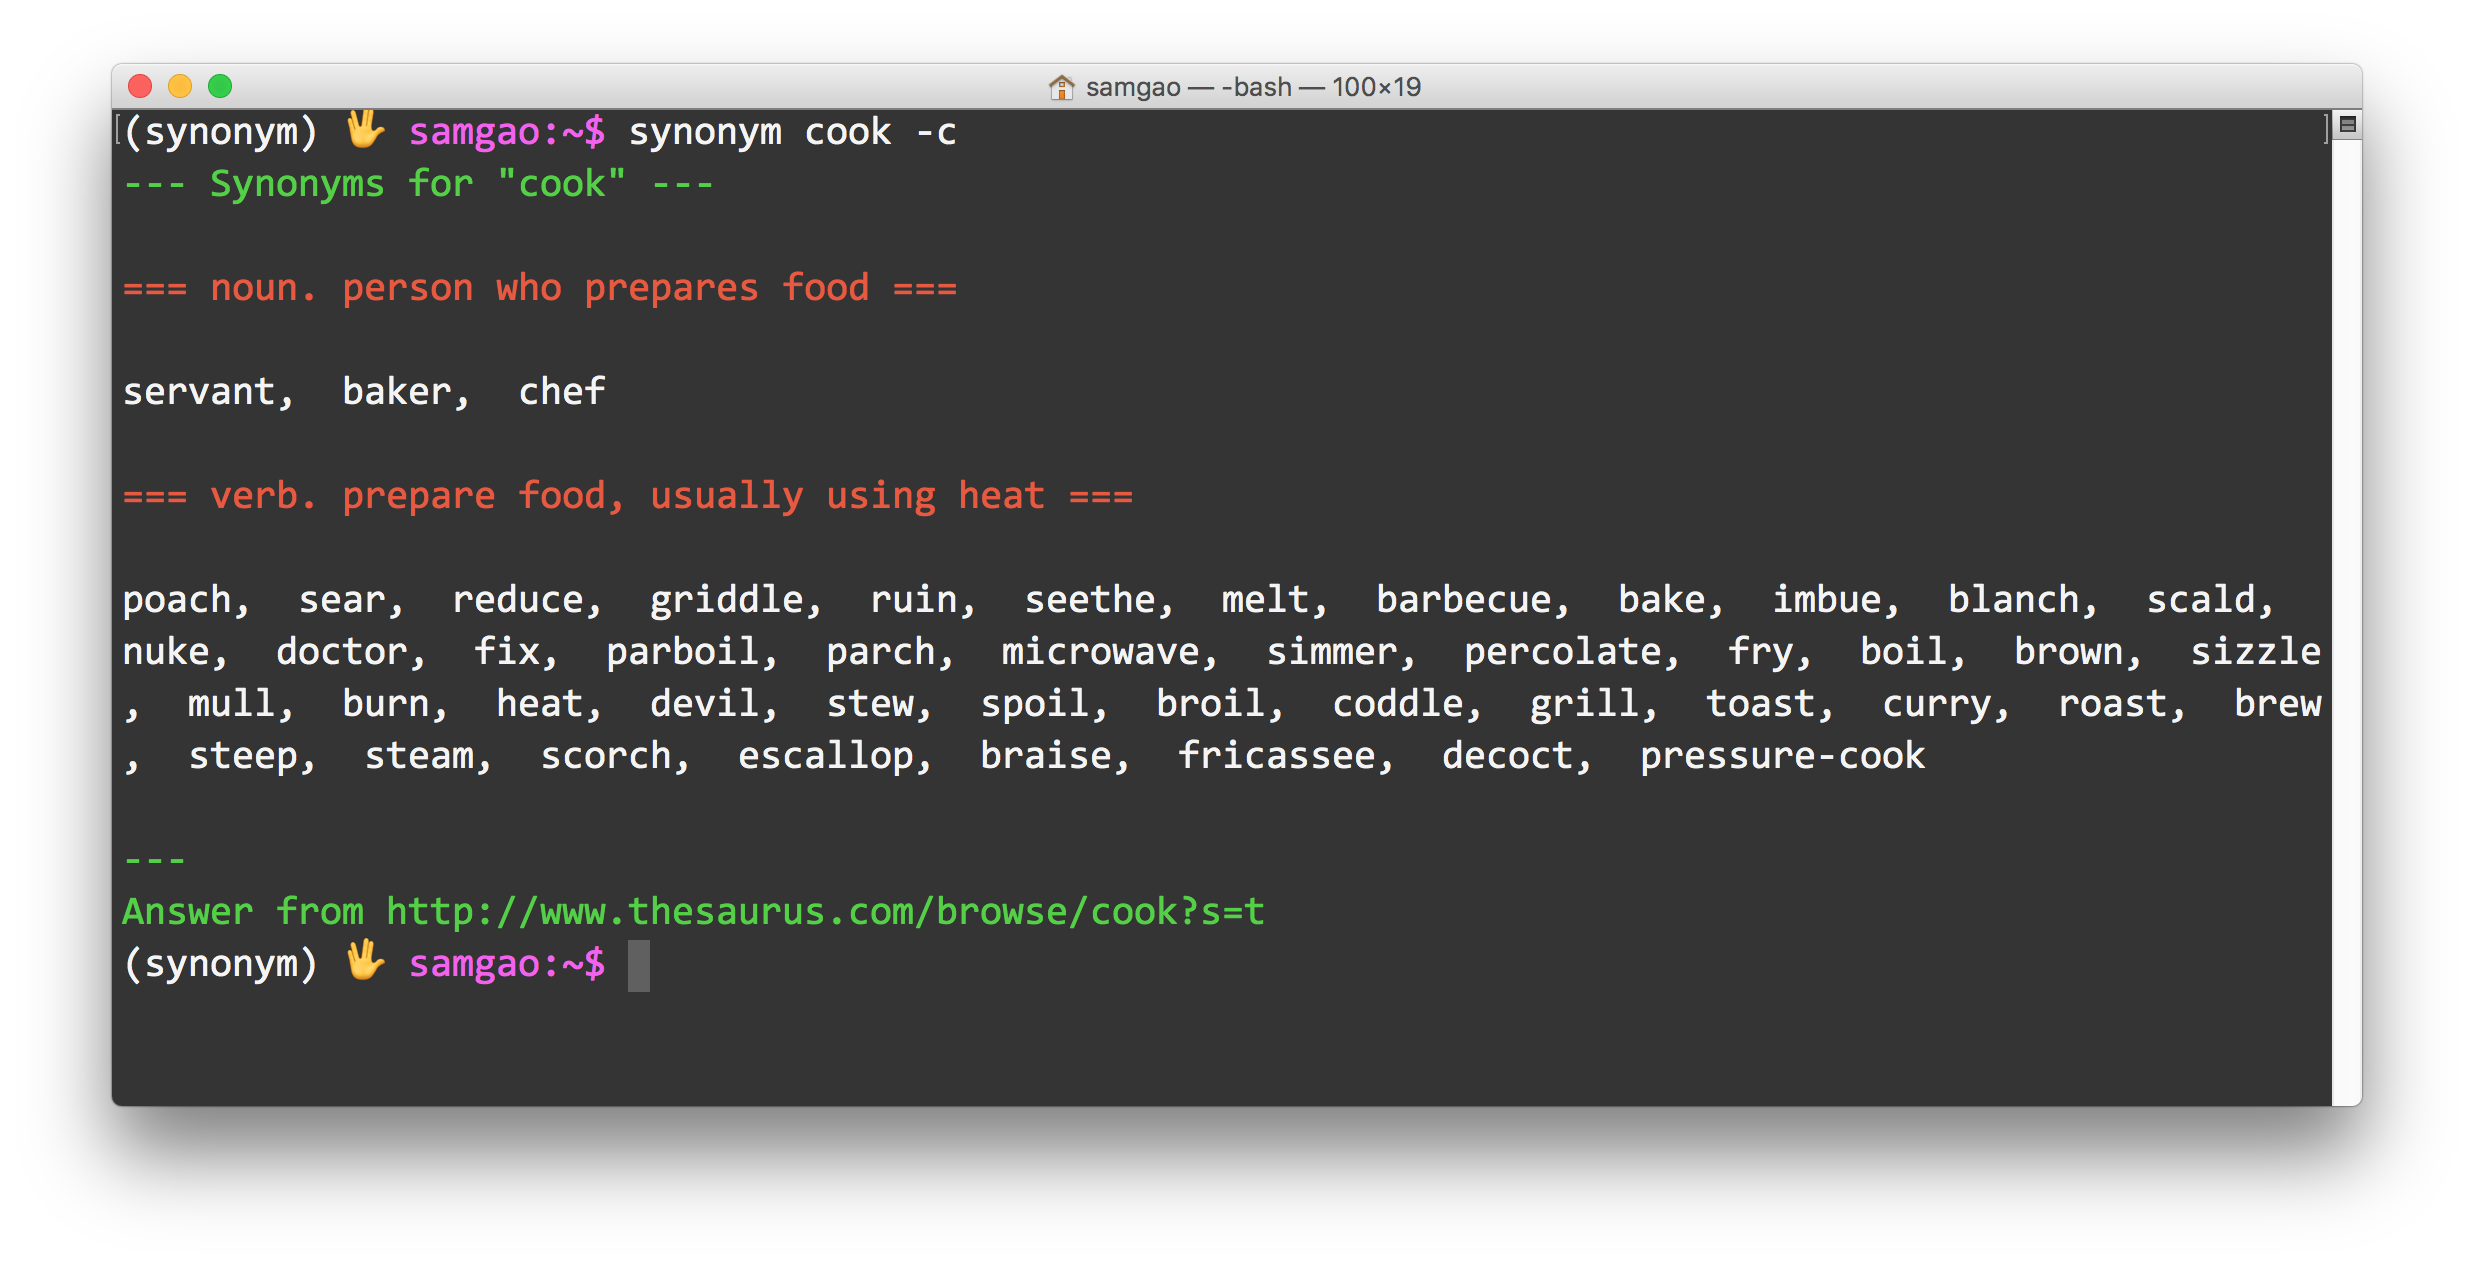 samgao — -bash — 100×19
(synonym) 🖖 samgao:~$ synonym cook -c
--- Synonyms for "cook" ---
=== noun. person who prepares food ===
servant,  baker,  chef
=== verb. prepare food, usually using heat ===
poach,  sear,  reduce,  griddle,  ruin,  seethe,  melt,  barbecue,  bake,  imbue,  blanch,  scald,
nuke,  doctor,  fix,  parboil,  parch,  microwave,  simmer,  percolate,  fry,  boil,  brown,  sizzle
,  mull,  burn,  heat,  devil,  stew,  spoil,  broil,  coddle,  grill,  toast,  curry,  roast,  brew
,  steep,  steam,  scorch,  escallop,  braise,  fricassee,  decoct,  pressure-cook
---
Answer from http://www.thesaurus.com/browse/cook?s=t
(synonym) 🖖 samgao:~$